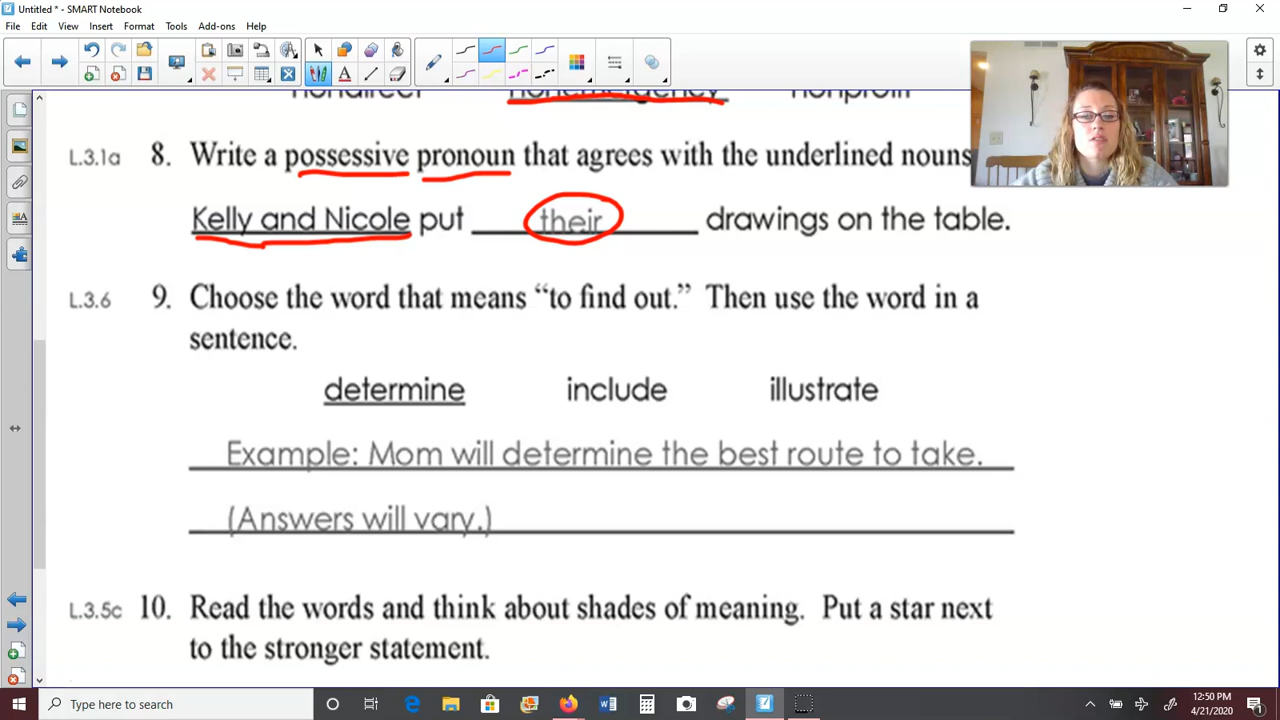 Untitled * - SMART Notebook
File Edit View Insert Format Tools Add-ons Help
nondirect nonemergency nonprofit
L.3.1a 8. Write a possessive pronoun that agrees with the underlined nouns
Kelly and Nicole put their drawings on the table.
L.3.6 9. Choose the word that means “to find out.” Then use the word in a
sentence.
determine include illustrate
Example: Mom will determine the best route to take.
(Answers will vary.)
L.3.5c 10. Read the words and think about shades of meaning. Put a star next
to the stronger statement.
Type here to search
12:50 PM
4/21/2020